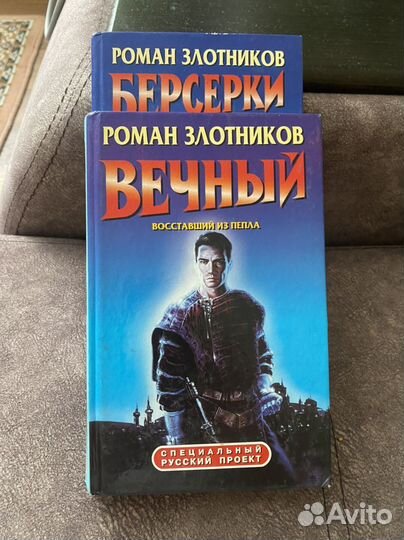 РОМАН ЗЛОТНИКОВ
БЕРСЕРКИ
РОМАН ЗЛОТНИКОВ
ВЕЧНЫЙ
ВОССТАВШИЙ ИЗ ПЕПЛА
СПЕЦИАЛЬНЫЙ
РУССКИЙ ПРОЕКТ
Avito